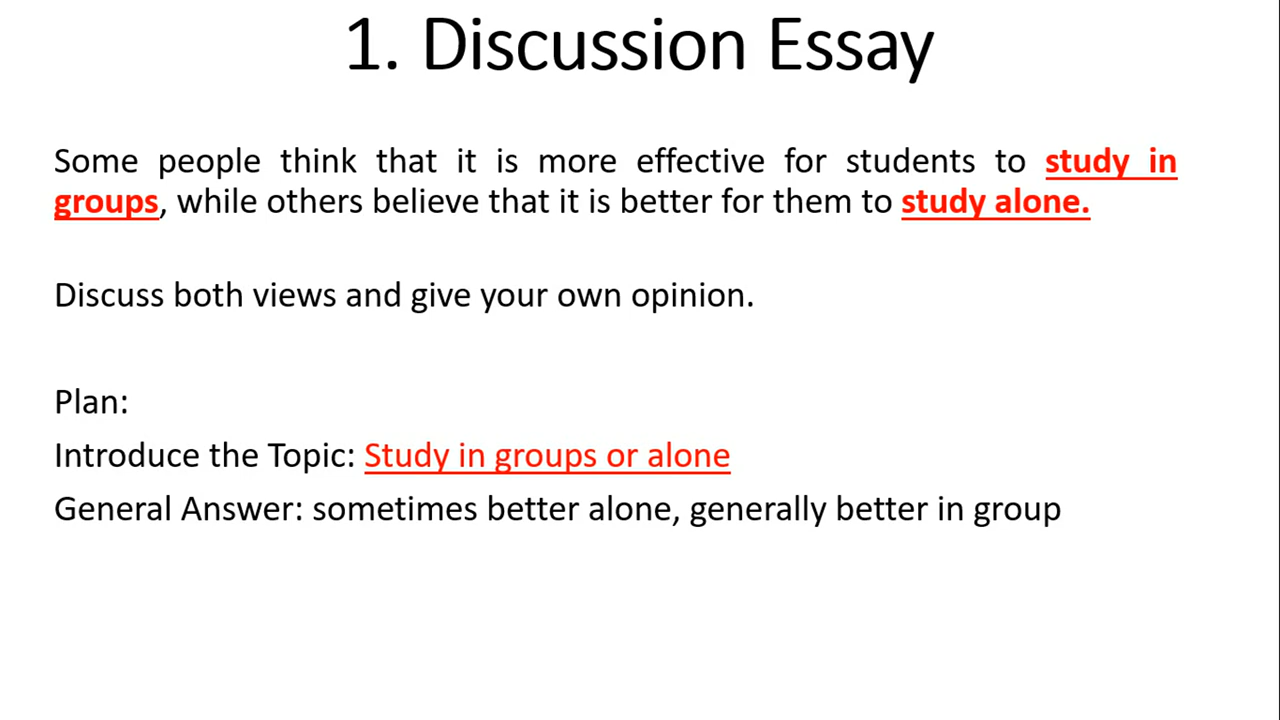 1. Discussion Essay
Some people think that it is more effective for students to study in
groups, while others believe that it is better for them to study alone.
Discuss both views and give your own opinion.
Plan:
Introduce the Topic: Study in groups or alone
General Answer: sometimes better alone, generally better in group